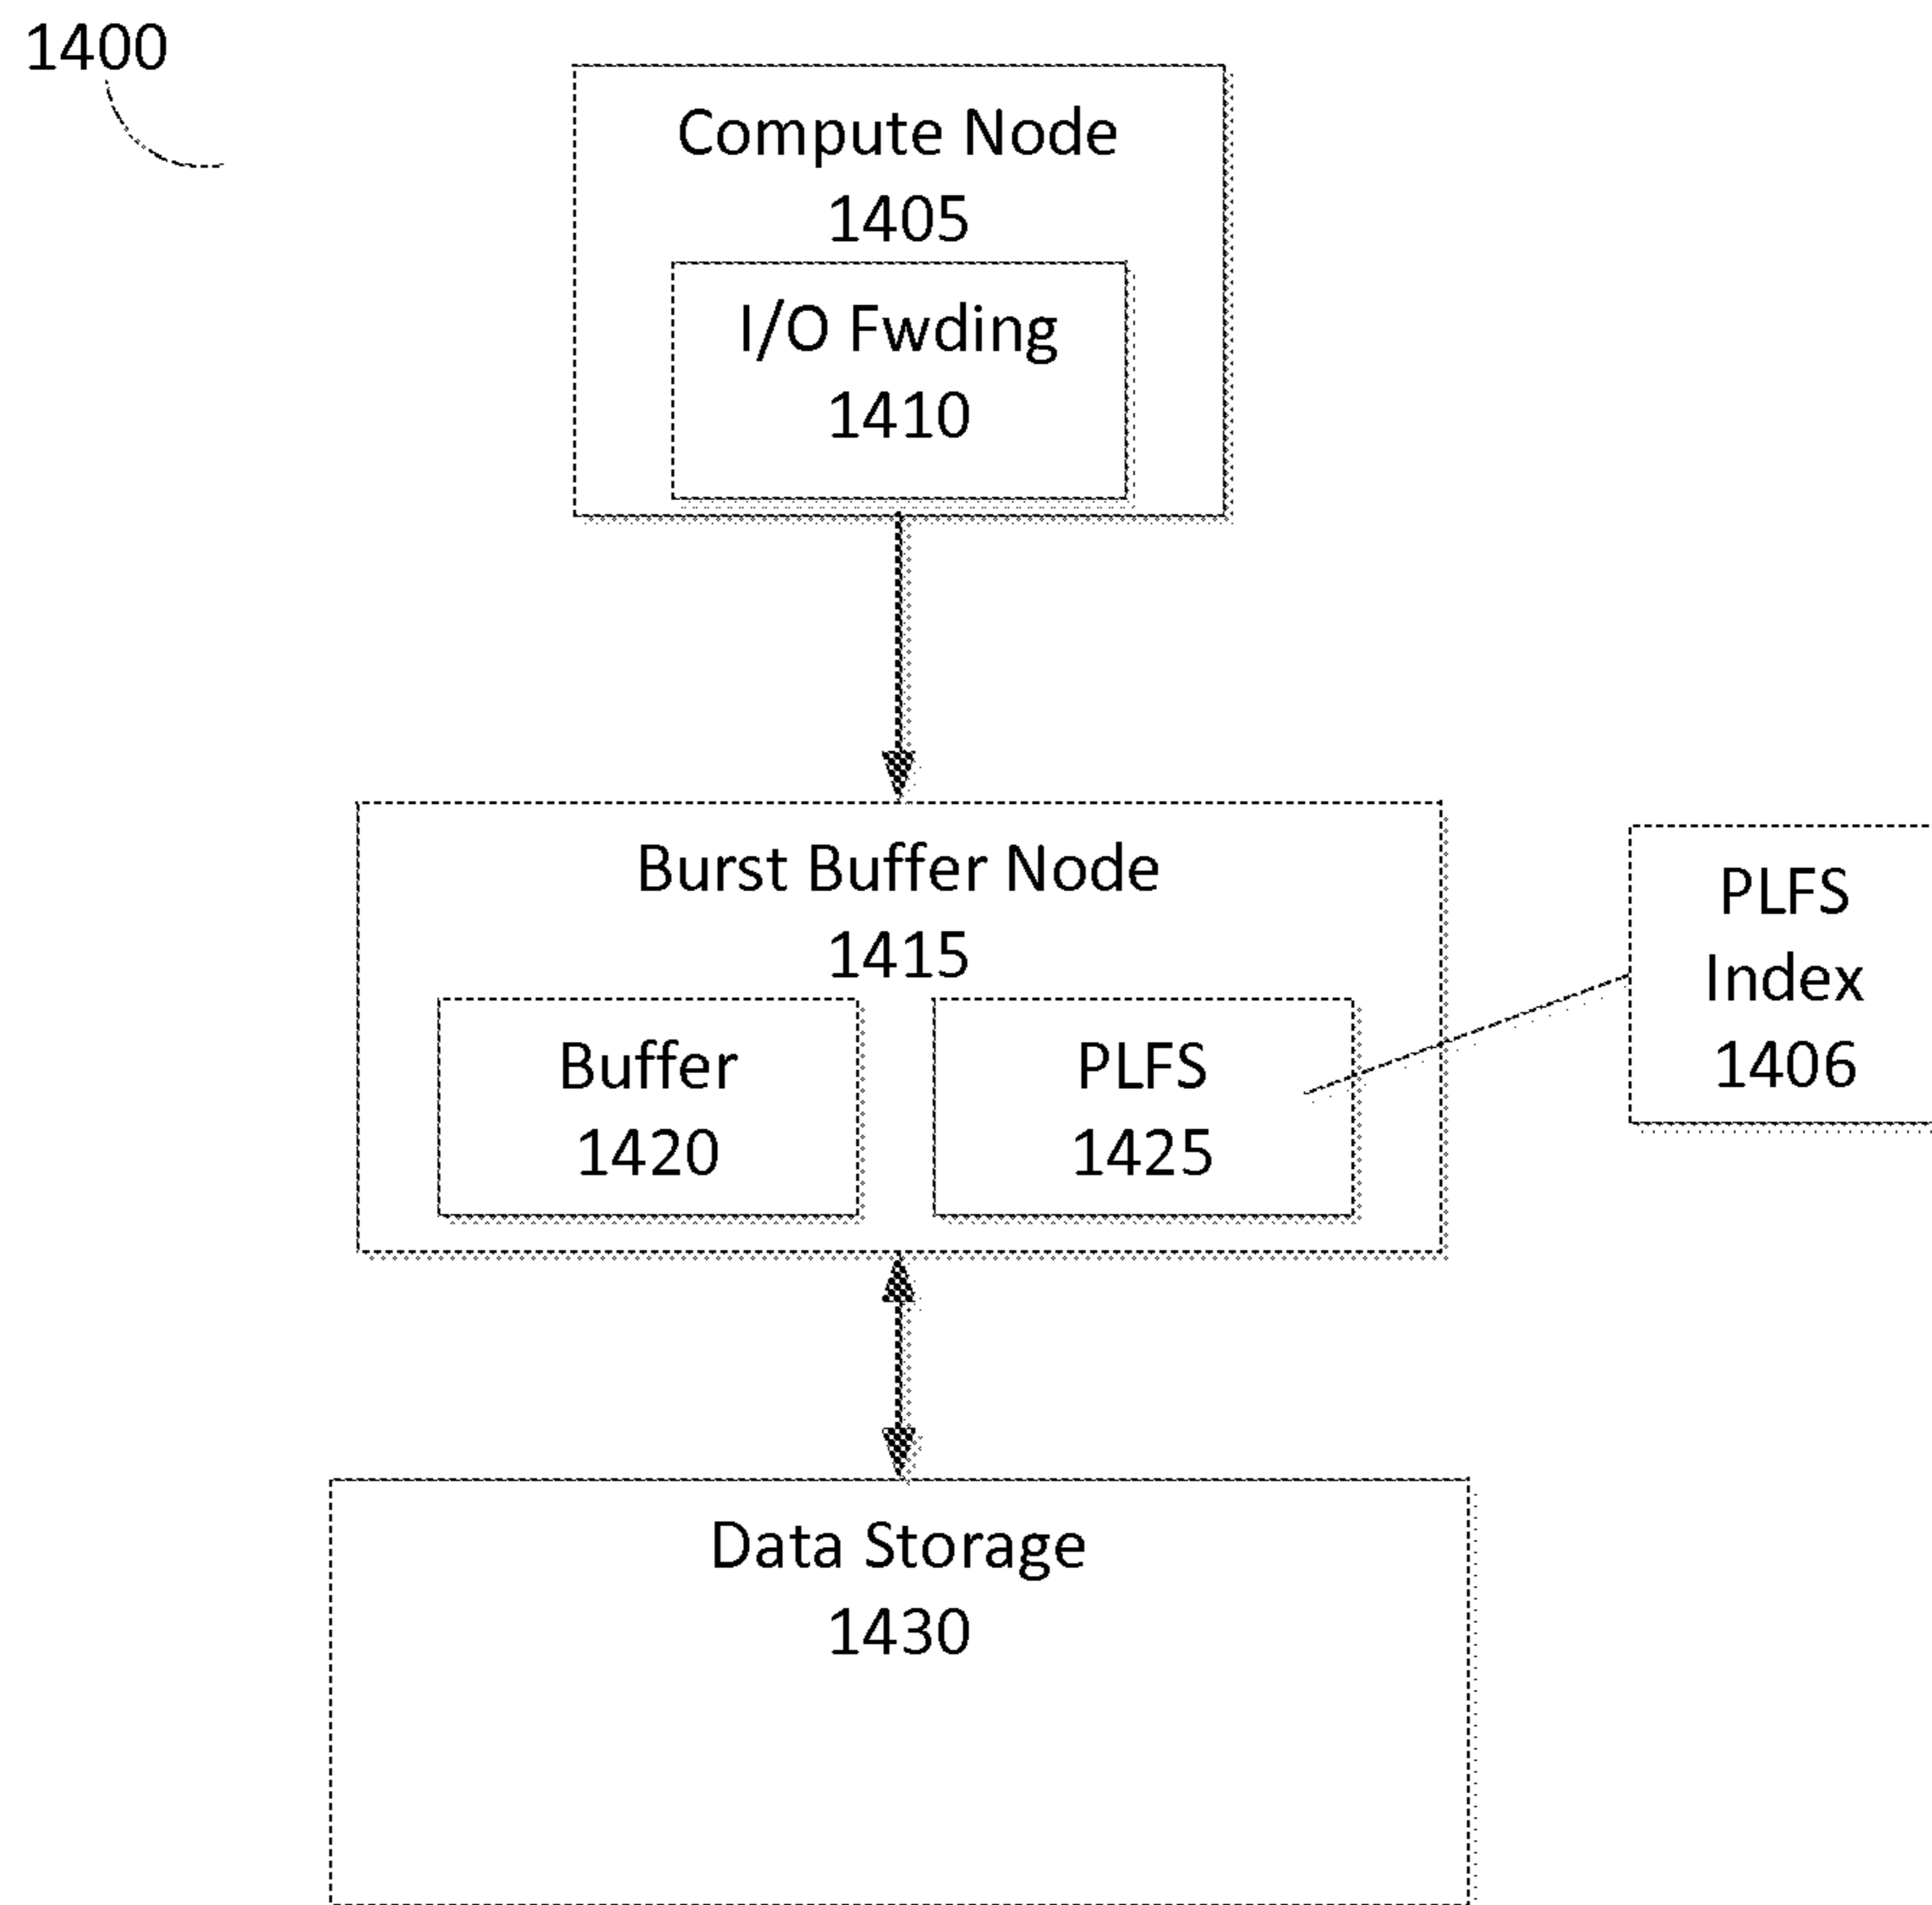 1400
Compute Node
1405
I/O Fwding
1410
Burst Buffer Node
1415
Buffer
1420
PLFS
1425
PLFS
Index
1406
Data Storage
1430